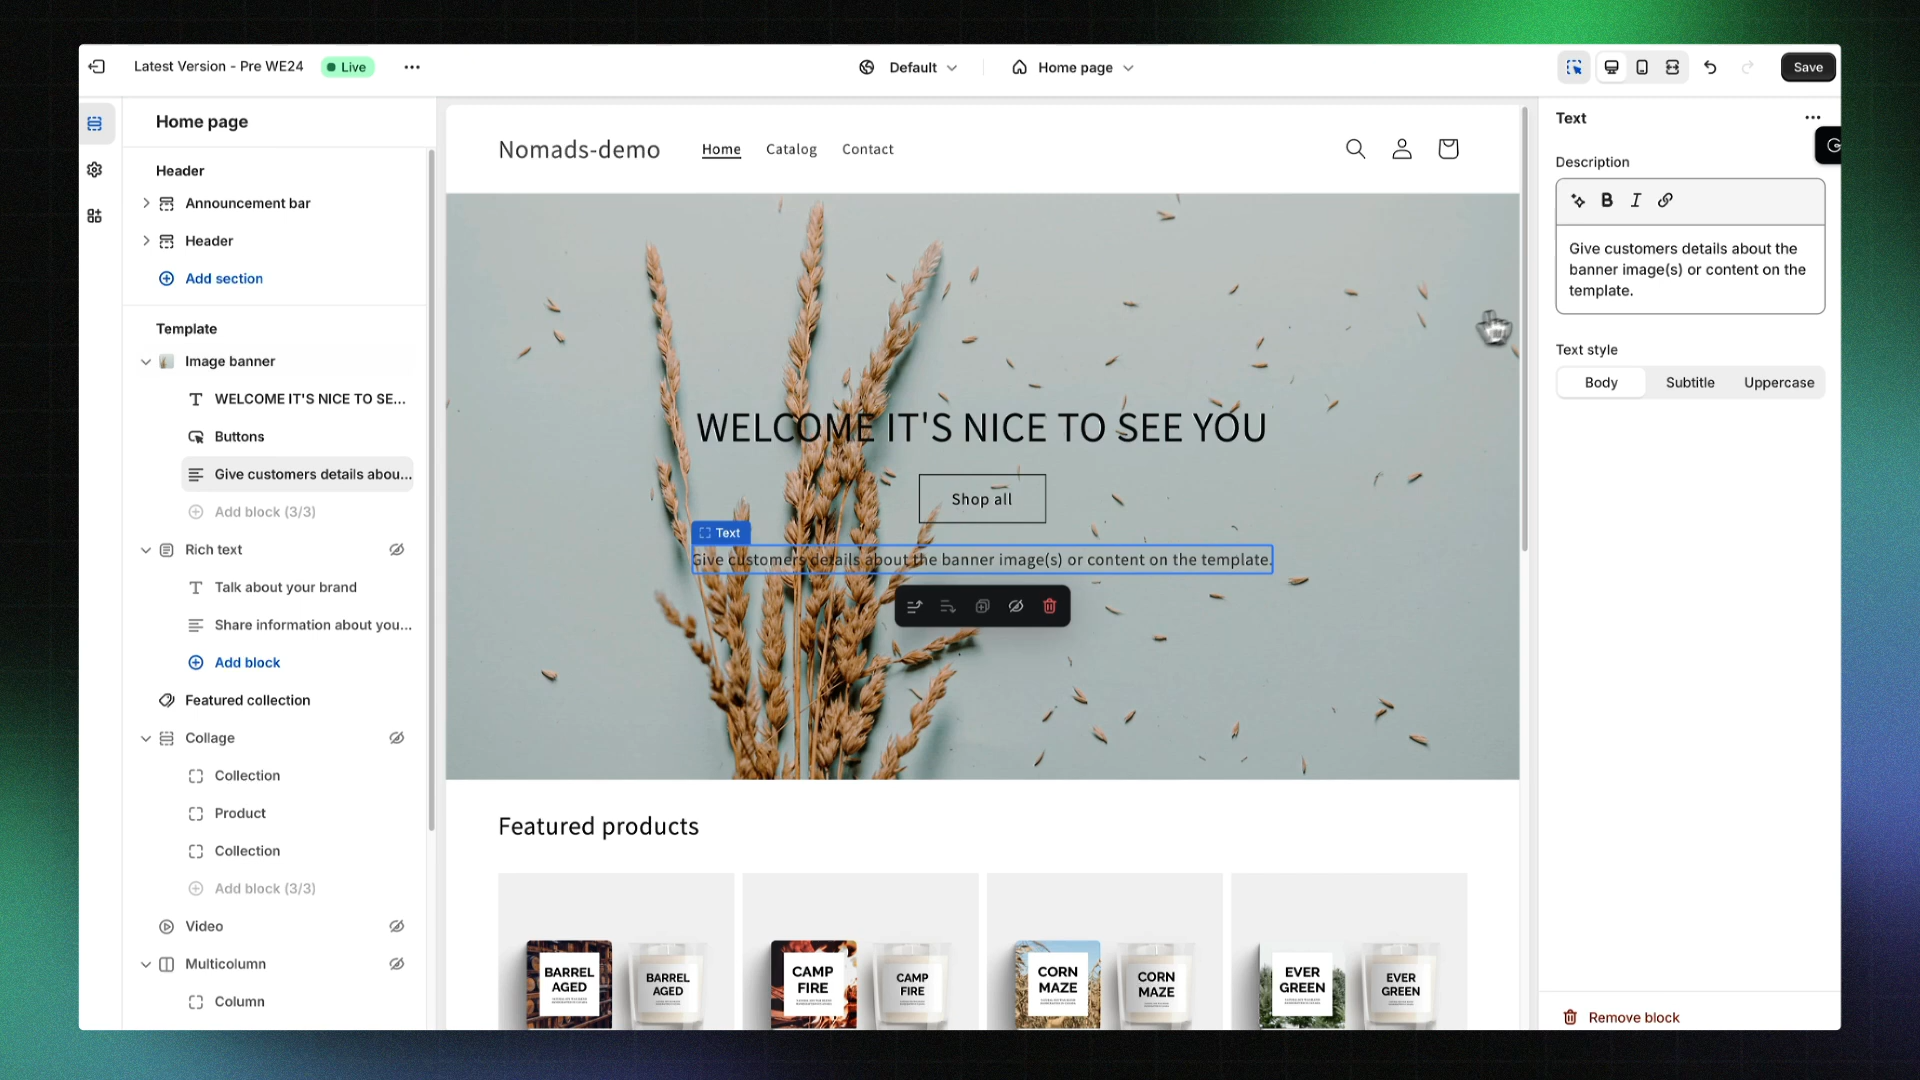 Latest Version - Pre WE24
Live
Default
Home page
Save
Home page
Header
Announcement bar
Header
Add section
Template
Image banner
WELCOME IT'S NICE TO SE...
Buttons
Give customers details abou...
Add block (3/3)
Rich text
Talk about your brand
Share information about you...
Add block
Featured collection
Collage
Collection
Product
Collection
Add block (3/3)
Video
Multicolumn
Column
Nomads-demo
Home
Catalog
Contact
WELCOME IT'S NICE TO SEE YOU
Shop all
Text
Give customers details about the banner image(s) or content on the template.
Featured products
BARREL
AGED
BARREL
AGED
CAMP
FIRE
CAMP
FIRE
CORN
MAZE
CORN
MAZE
EVER
GREEN
EVER
GREEN
Text
Description
B I
Give customers details about the
banner image(s) or content on the
template.
Text style
Body
Subtitle
Uppercase
Remove block